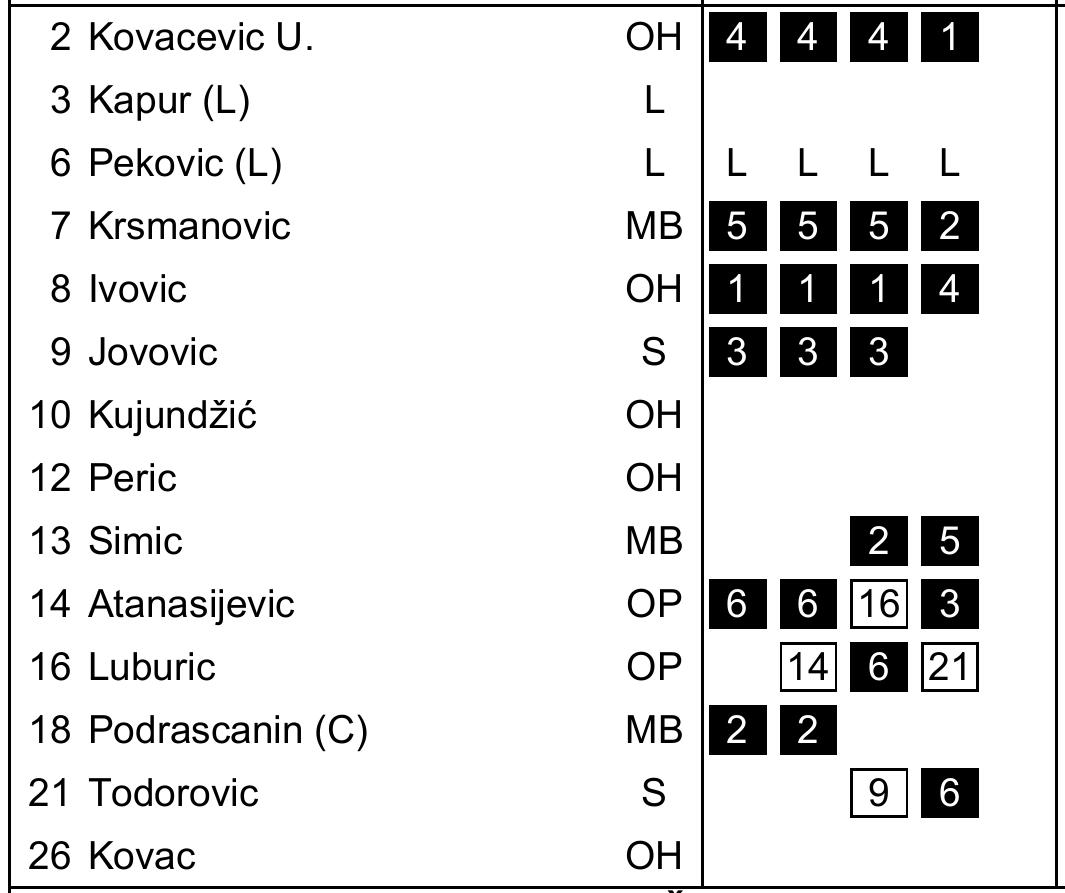 2 Kovacevic U. OH 4 4 4 1
3 Kapur (L) L
6 Pekovic (L) L L L L L
7 Krsmanovic MB 5 5 5 2
8 Ivovic OH 1 1 1 4
9 Jovovic S 3 3 3
10 Kujundžić OH
12 Peric OH
13 Simic MB 2 5
14 Atanasijevic OP 6 6 16 3
16 Luburic OP 14 6 21
18 Podrascanin (C) MB 2 2
21 Todorovic S 9 6
26 Kovac OH